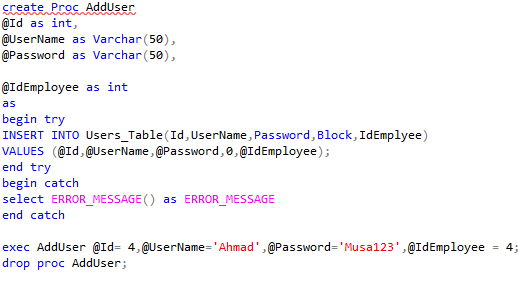 create Proc AddUser
@Id as int,
@UserName as Varchar(50),
@Password as Varchar(50),
@IdEmployee as int
as
begin try
INSERT INTO Users_Table(Id,UserName,Password,Block,IdEmplyee)
VALUES (@Id,@UserName,@Password,0,@IdEmployee);
end try
begin catch
select ERROR_MESSAGE() as ERROR_MESSAGE
end catch
exec AddUser @Id= 4,@UserName='Ahmad',@Password='Musa123',@IdEmployee = 4;
drop proc AddUser;